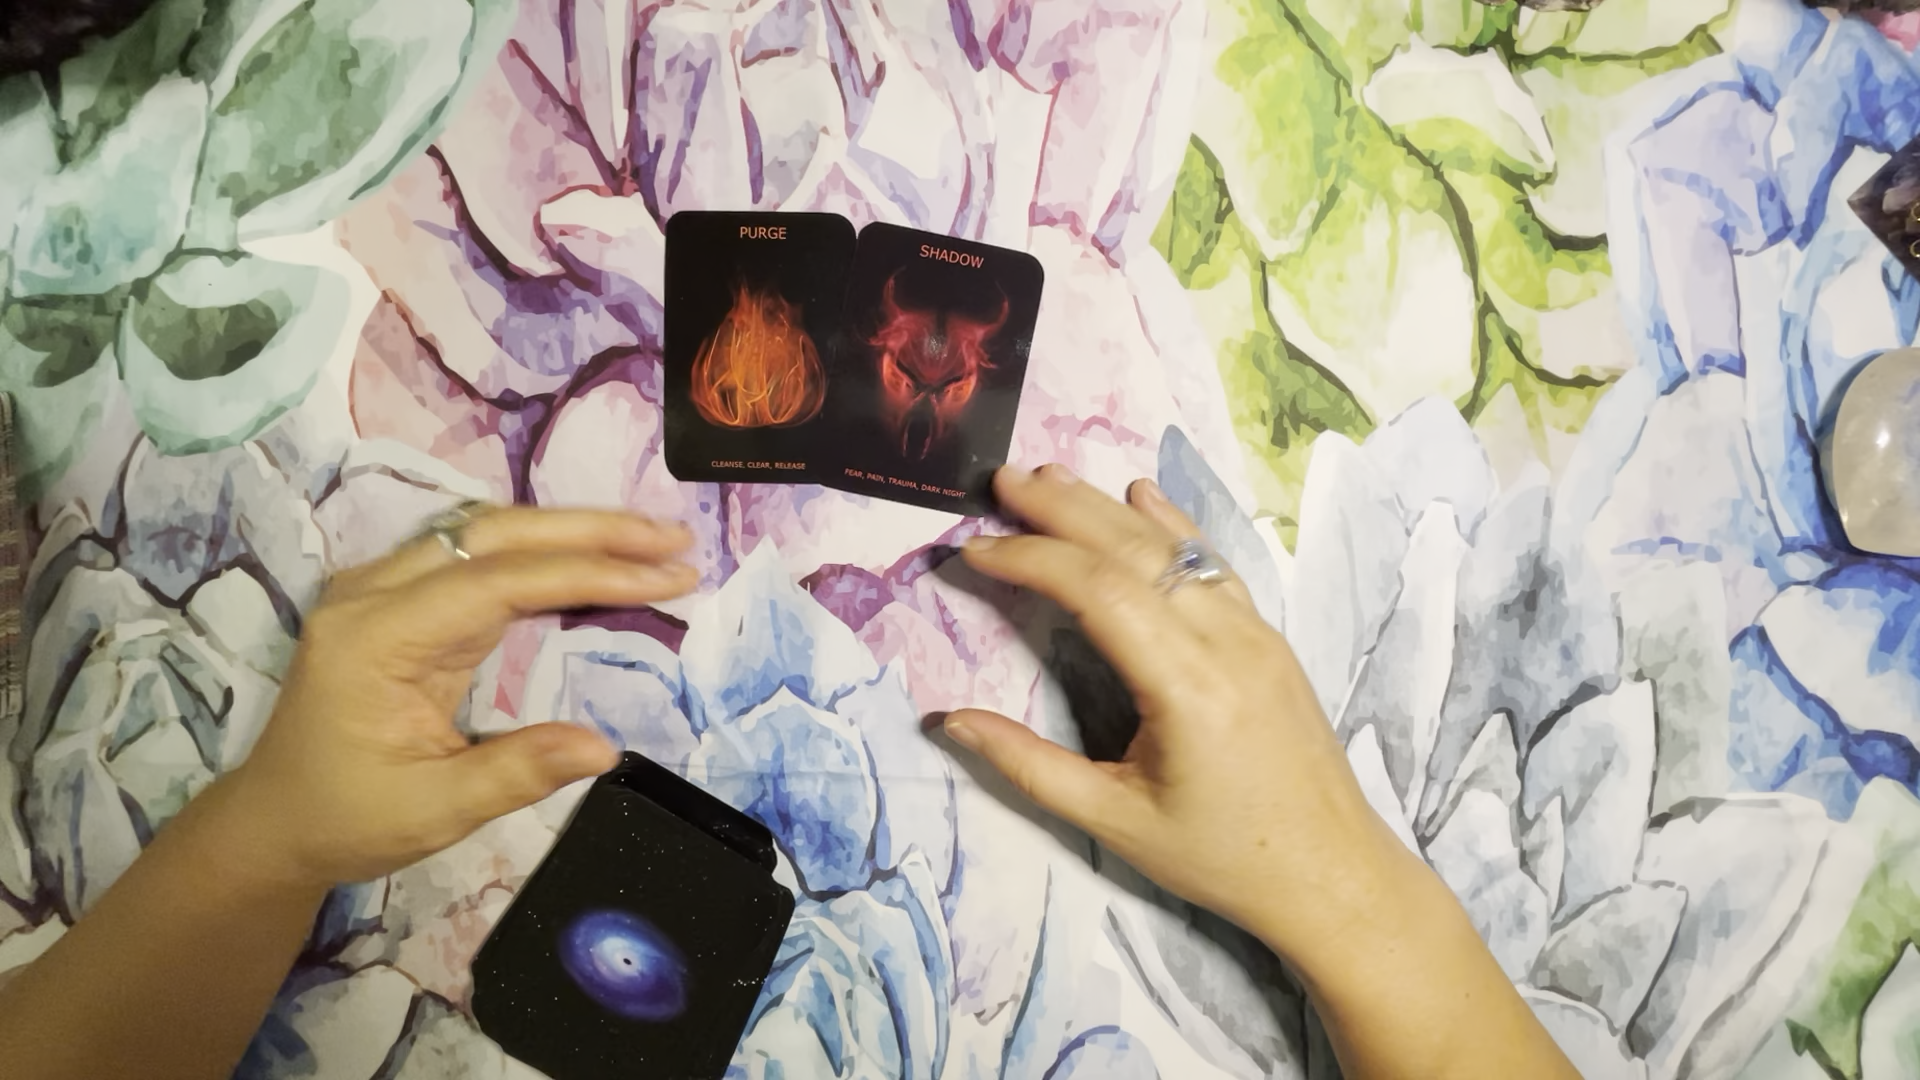 PURGE
CLEANSE, CLEAR, RELEASE
SHADOW
FEAR, PAIN, TRAUMA, DARK NIGHT